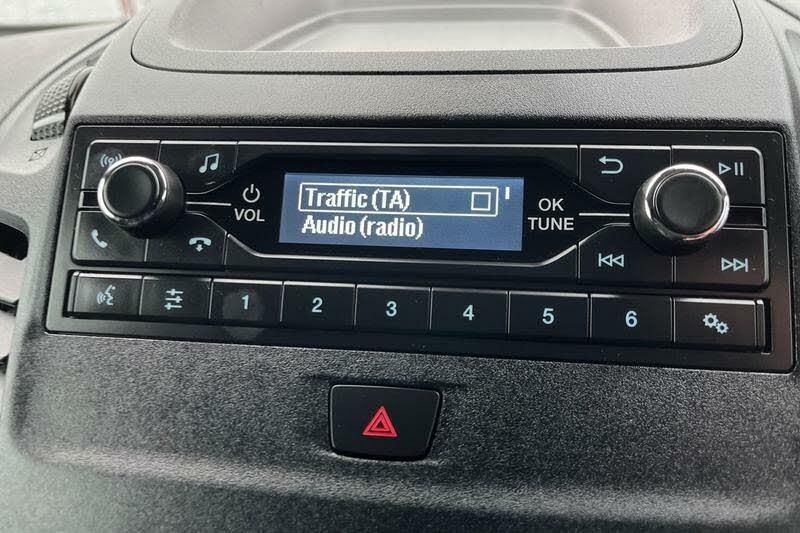 Traffic (TA)
Audio (radio)
VOL
OK
TUNE
1 2 3 4 5 6